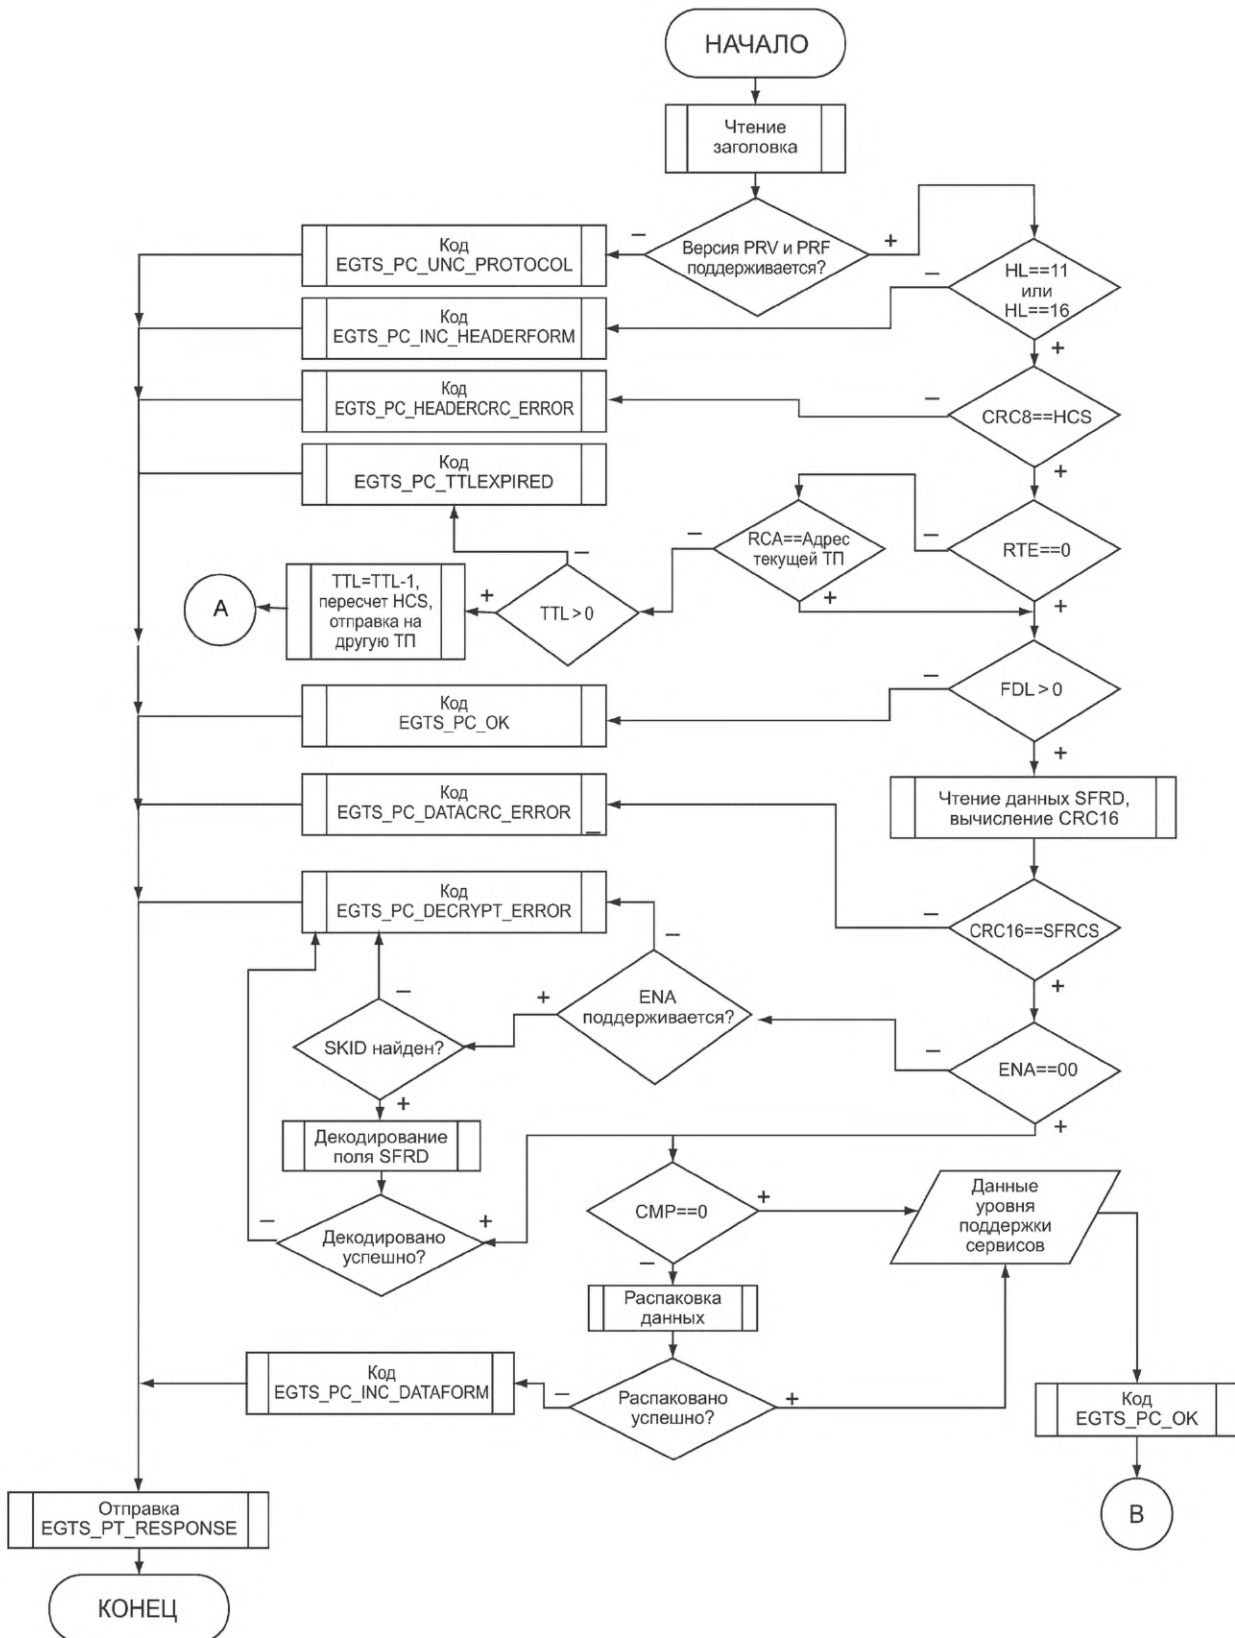 НАЧАЛО
Чтение
заголовка
Версия PRV и PRF
поддерживается?
–
+
Код
EGTS_PC_UNC_PROTOCOL
HL==11
или
HL==16
–
+
Код
EGTS_PC_INC_HEADERFORM
Код
EGTS_PC_HEADERCRC_ERROR
CRC8==HCS
–
+
Код
EGTS_PC_TTLEXPIRED
RCA==Адрес
текущей ТП
–
+
RTE==0
–
+
A
TTL=TTL-1,
пересчет HCS,
отправка на
другую ТП
+
TTL>0
–
FDL>0
–
+
Код
EGTS_PC_OK
Чтение данных SFRD,
вычисление CRC16
Код
EGTS_PC_DATACRC_ERROR
–
Код
EGTS_PC_DECRYPT_ERROR
CRC16==SFRCS
–
+
ENA
поддерживается?
–
+
SKID найден?
–
+
ENA==00
–
+
Декодирование
поля SFRD
CMP==0
+
–
Данные
уровня
поддержки
сервисов
Декодировано
успешно?
–
+
Распаковка
данных
Код
EGTS_PC_INC_DATAFORM
–
Распаковано
успешно?
+
Код
EGTS_PC_OK
B
Отправка
EGTS_PT_RESPONSE
КОНЕЦ